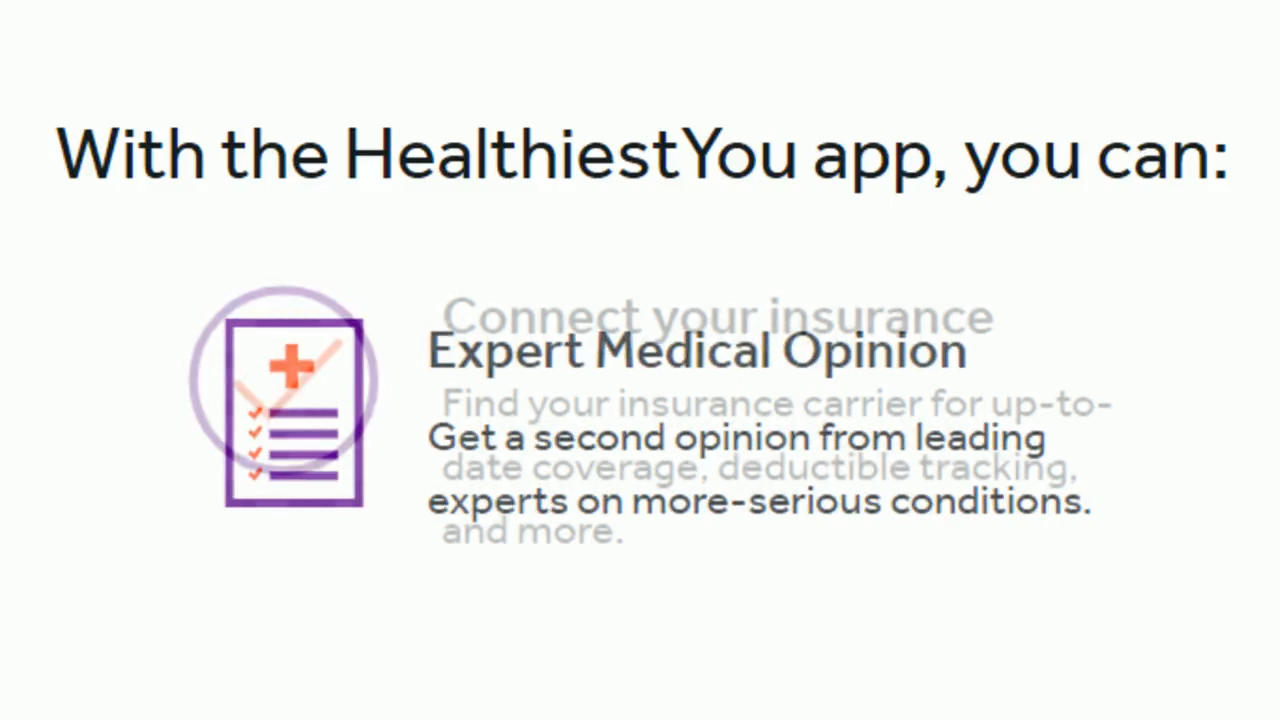 With the HealthiestYou app, you can:
Connect your insurance
Expert Medical Opinion
Find your insurance carrier for up-to-
Get a second opinion from leading
date coverage, deductible tracking,
experts on more-serious conditions.
and more.